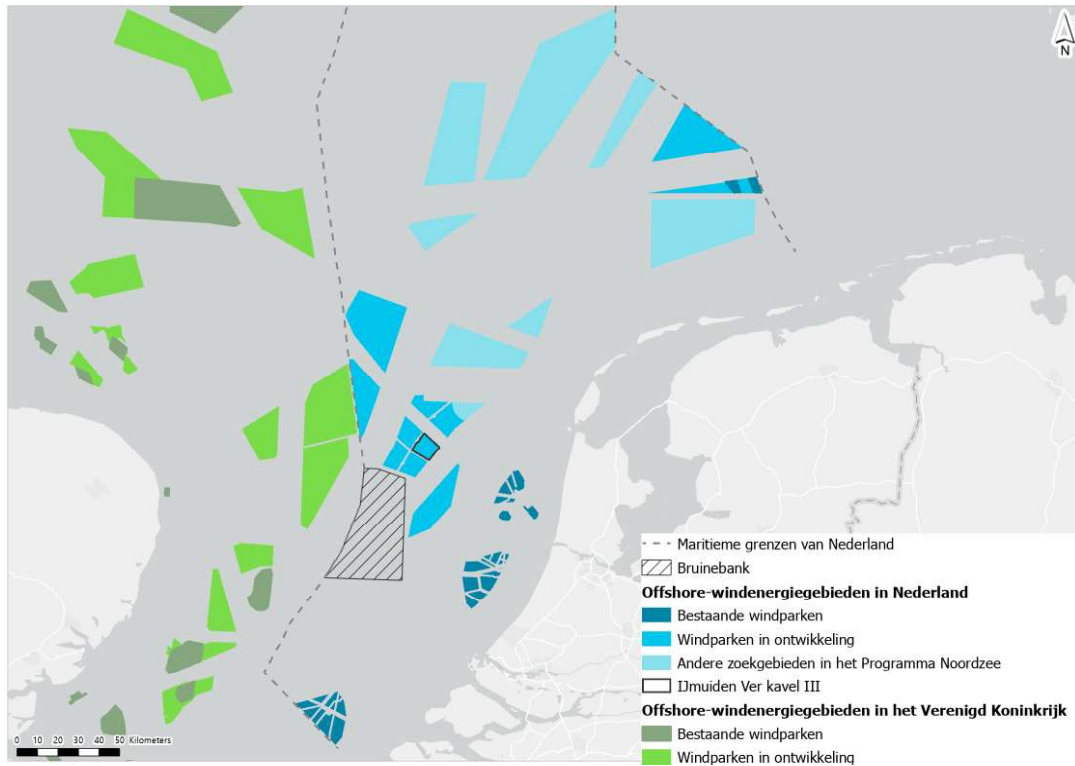 N
Maritieme grenzen van Nederland
Bruinebank
Offshore-windenergiegebieden in Nederland
Bestaande windparken
Windparken in ontwikkeling
Andere zoekgebieden in het Programma Noordzee
IJmuiden Ver kavel III
Offshore-windenergiegebieden in het Verenigd Koninkrijk
Bestaande windparken
Windparken in ontwikkeling
0 10 20 30 40 50 Kilometers